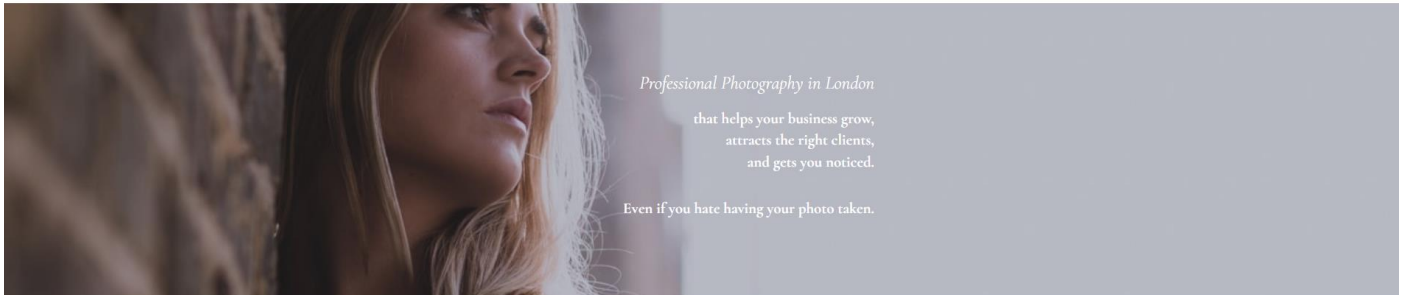 Professional Photography in London
that helps your business grow,
attracts the right clients,
and gets you noticed.
Even if you hate having your photo taken.